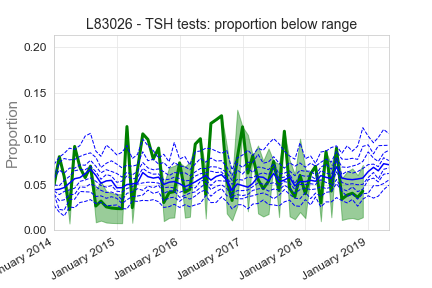 L83026 - TSH tests: proportion below range
Proportion
0.20
0.15
0.10
0.05
0.00
nuary 2014
January 2015
January 2016
January 2017
January 2018
January 2019